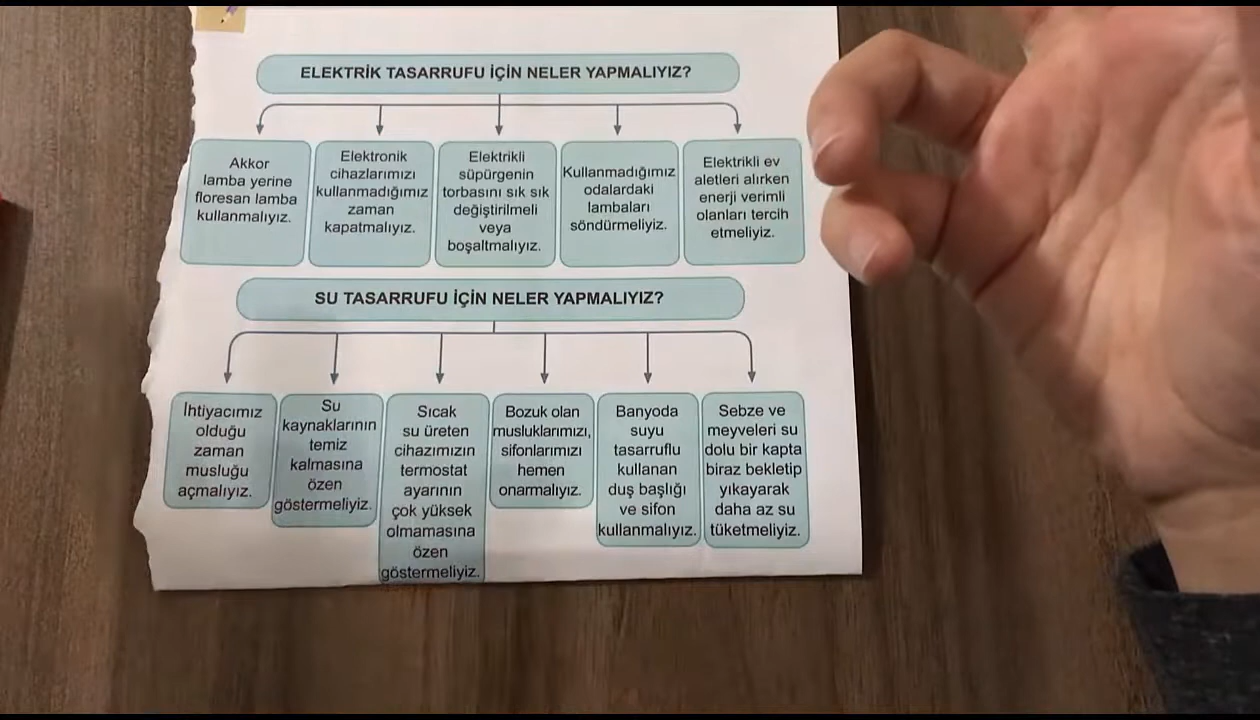 ELEKTRİK TASARRUFU İÇİN NELER YAPMALIYIZ?
Akkor
lamba yerine
floresan lamba
kullanmalıyız.
Elektronik
cihazlarımızı
kullanmadığımız
zaman
kapatmalıyız.
Elektrikli
süpürgenin
torbasını sık sık
değiştirilmeli
veya
boşaltmalıyız.
Kullanmadığımız
odalardaki
lambaları
söndürmeliyiz.
Elektrikli ev
aletleri alırken
enerji verimli
olanları tercih
etmeliyiz.
SU TASARRUFU İÇİN NELER YAPMALIYIZ?
İhtiyacımız
olduğu
zaman
musluğu
açmalıyız.
Su
kaynaklarının
temiz
kalmasına
özen
göstermeliyiz.
Sıcak
su üreten
cihazımızın
termostat
ayarının
çok yüksek
olmamasına
özen
göstermeliyiz.
Bozuk olan
musluklarımızı,
sifonlarımızı
hemen
onarmalıyız.
Banyoda
suyu
tasarruflu
kullanan
duş başlığı
ve sifon
kullanmalıyız.
Sebze ve
meyveleri su
dolu bir kapta
biraz bekletip
yıkayarak
daha az su
tüketmeliyiz.